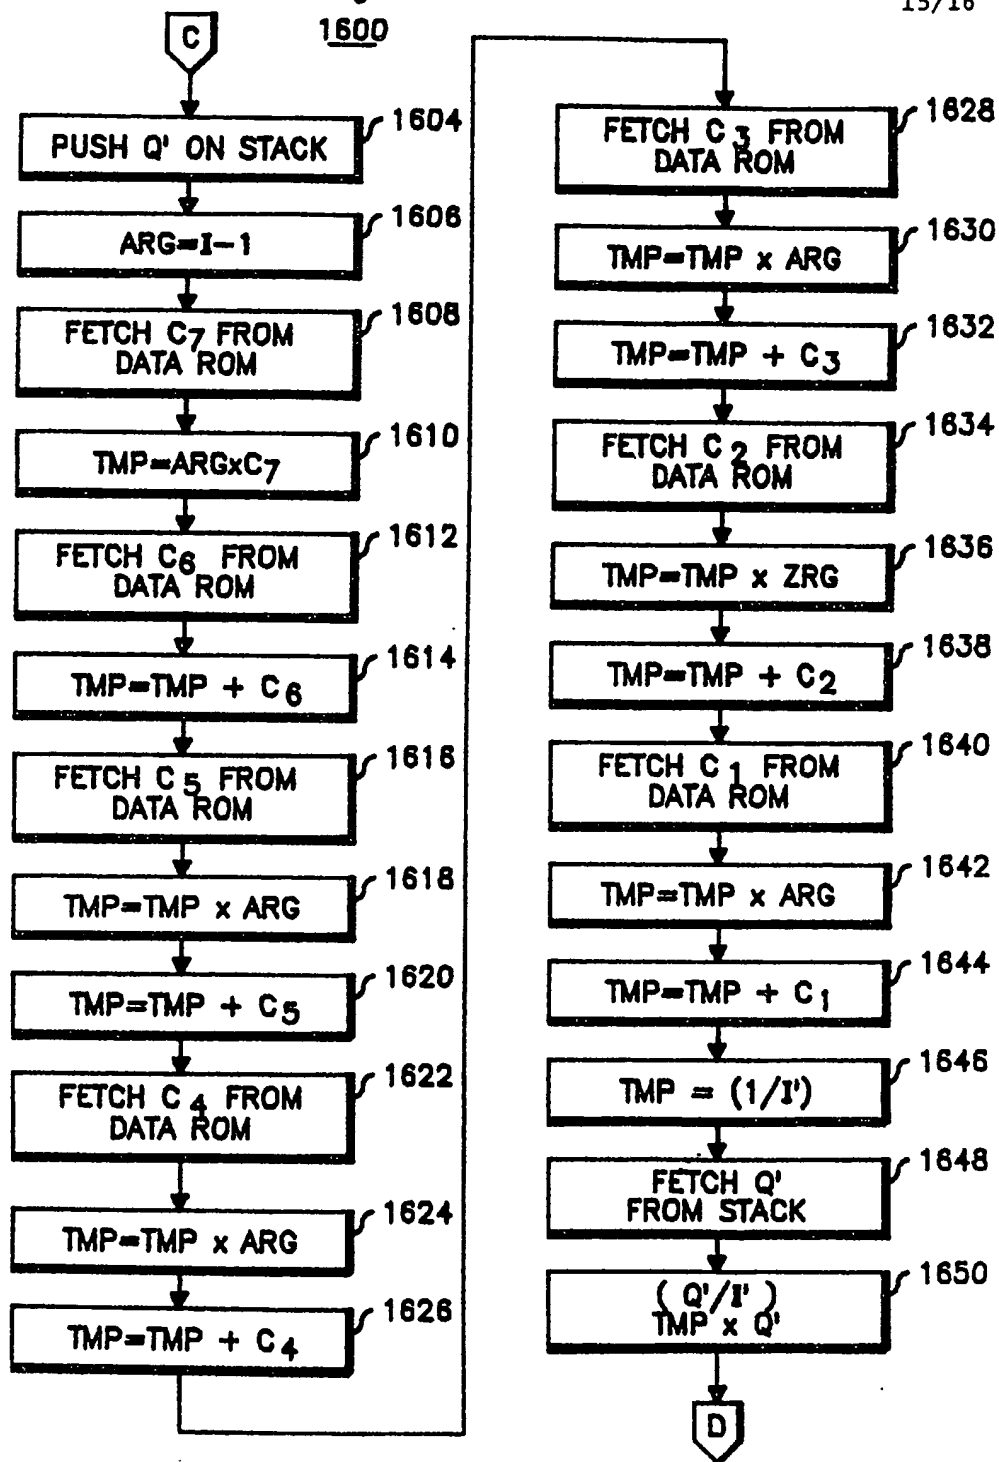 15/16
1600
C
1604
PUSH Q' ON STACK
1606
ARG=I-1
1608
FETCH C7 FROM
DATA ROM
1610
TMP=ARGxC7
1612
FETCH C6 FROM
DATA ROM
1614
TMP=TMP + C6
1616
FETCH C5 FROM
DATA ROM
1618
TMP=TMP x ARG
1620
TMP=TMP + C5
1622
FETCH C4 FROM
DATA ROM
1624
TMP=TMP x ARG
1626
TMP=TMP + C4
1628
FETCH C3 FROM
DATA ROM
1630
TMP=TMP x ARG
1632
TMP=TMP + C3
1634
FETCH C2 FROM
DATA ROM
1636
TMP=TMP x ZRG
1638
TMP=TMP + C2
1640
FETCH C1 FROM
DATA ROM
1642
TMP=TMP x ARG
1644
TMP=TMP + C1
1646
TMP = (1/I')
1648
FETCH Q'
FROM STACK
1650
( Q'/I' )
TMP x Q'
D